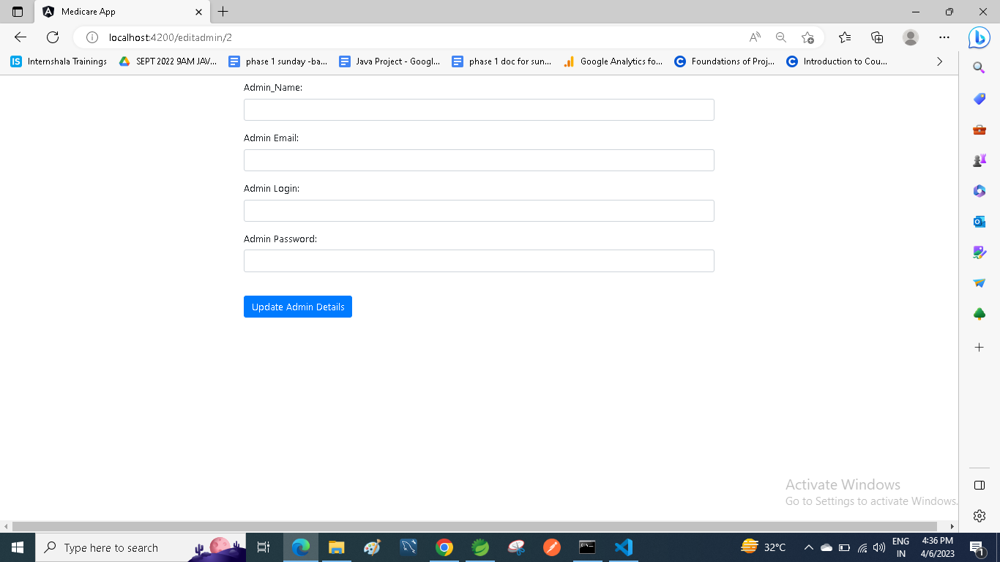 Medicare App
localhost:4200/editadmin/2
Internshala Trainings
SEPT 2022 9AM JAV...
phase 1 sunday -ba...
Java Project - Googl...
phase 1 doc for sun...
Google Analytics fo...
Foundations of Proj...
Introduction to Cou...
Admin_Name:
Admin Email:
Admin Login:
Admin Password:
Update Admin Details
Activate Windows
Go to Settings to activate Windows.
Type here to search
32°C
ENG
IN
4:36 PM
4/6/2023
1